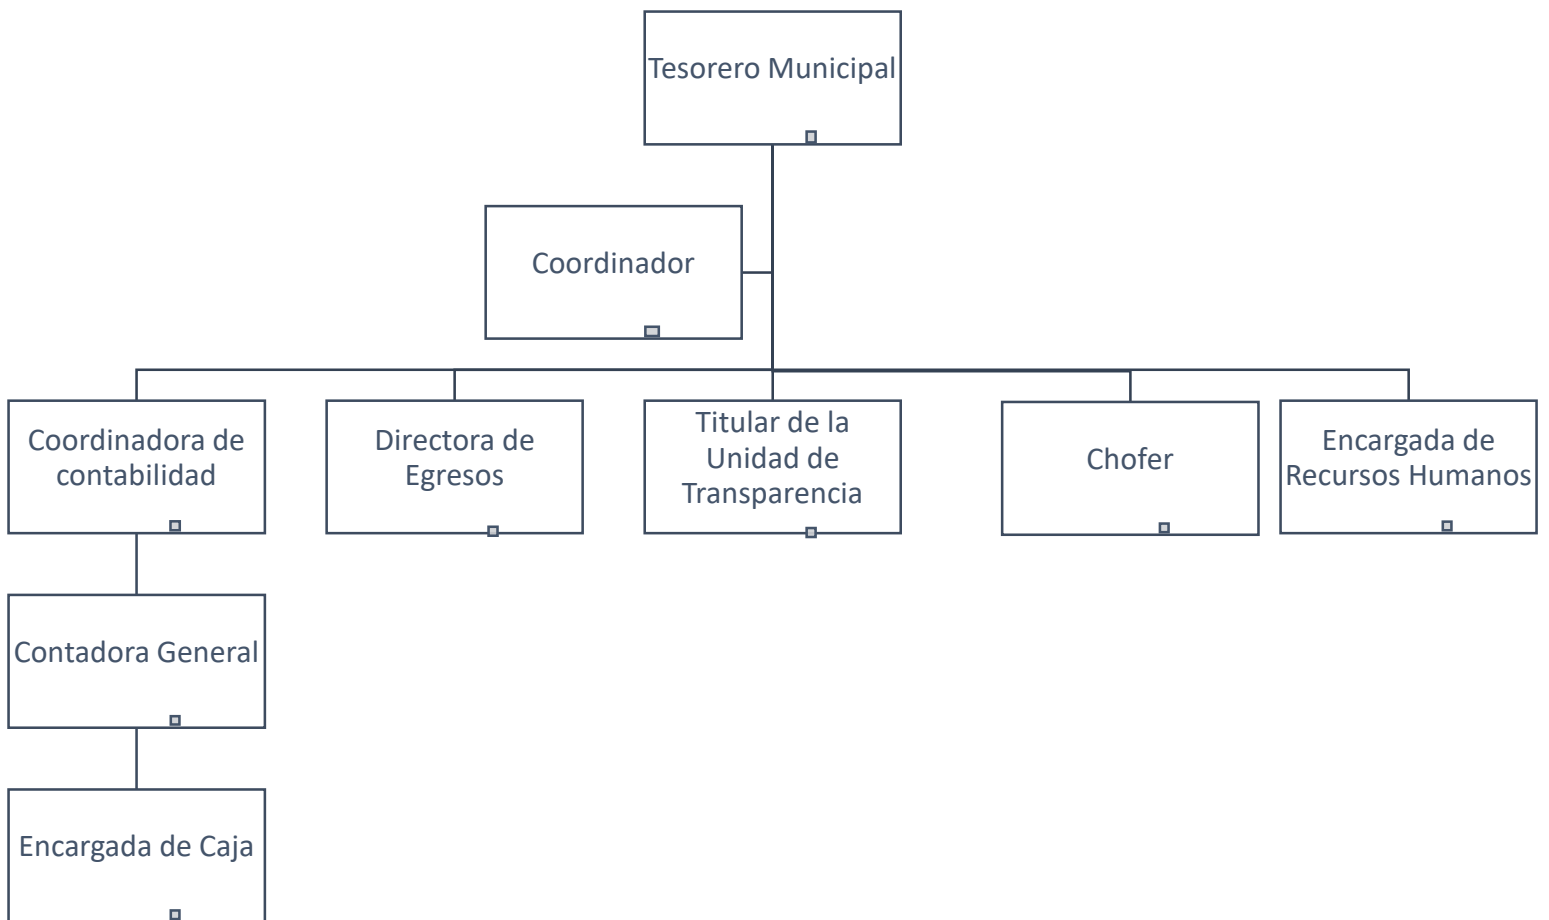 Tesorero Municipal
Coordinador
Coordinadora de
contabilidad
Directora de
Egresos
Titular de la
Unidad de
Transparencia
Chofer
Encargada de
Recursos Humanos
Contadora General
Encargada de Caja